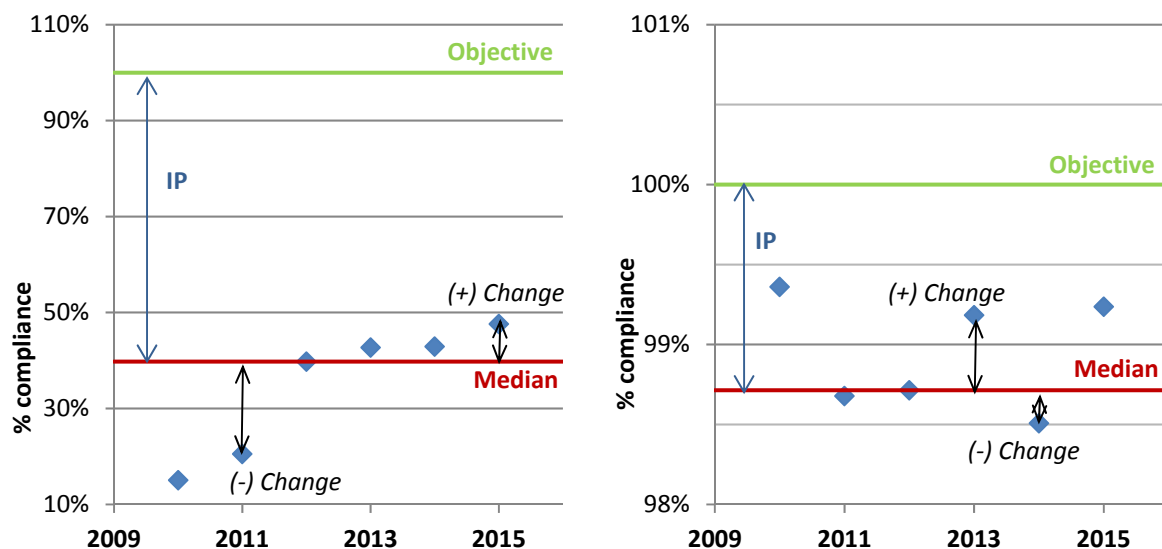 110%
90%
70%
50%
30%
10%
% compliance
Objective
IP
(+) Change
Median
(-) Change
2009
2011
2013
2015
101%
100%
99%
98%
% compliance
Objective
IP
(+) Change
Median
(-) Change
2009
2011
2013
2015